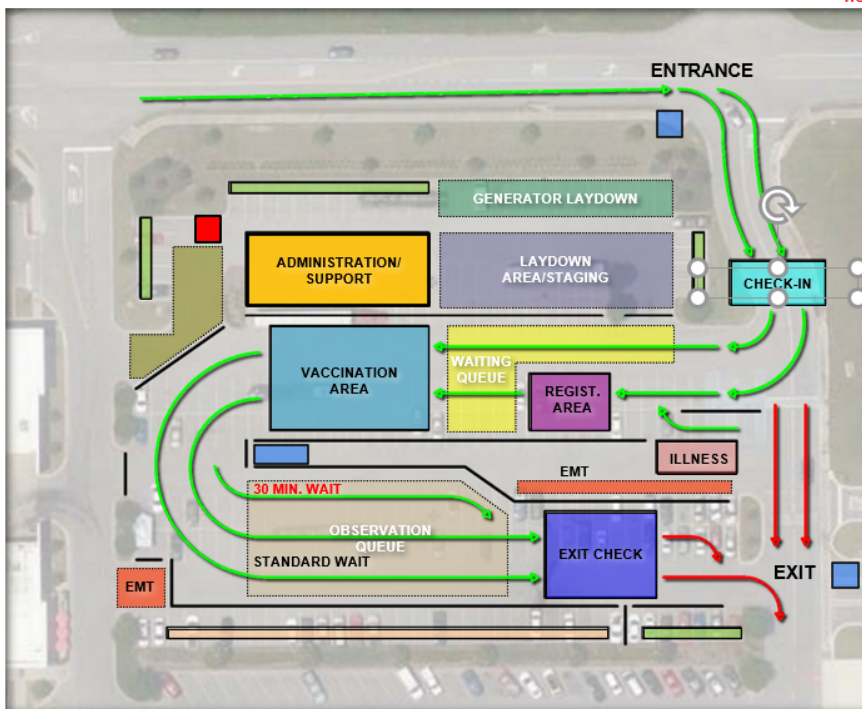 ENTRANCE
GENERATOR LAYDOWN
ADMINISTRATION/
SUPPORT
LAYDOWN
AREA/STAGING
CHECK-IN
VACCINATION
AREA
WAITING
QUEUE
REGIST.
AREA
ILLNESS
EMT
30 MIN. WAIT
OBSERVATION
QUEUE
STANDARD WAIT
EXIT CHECK
EXIT
EMT